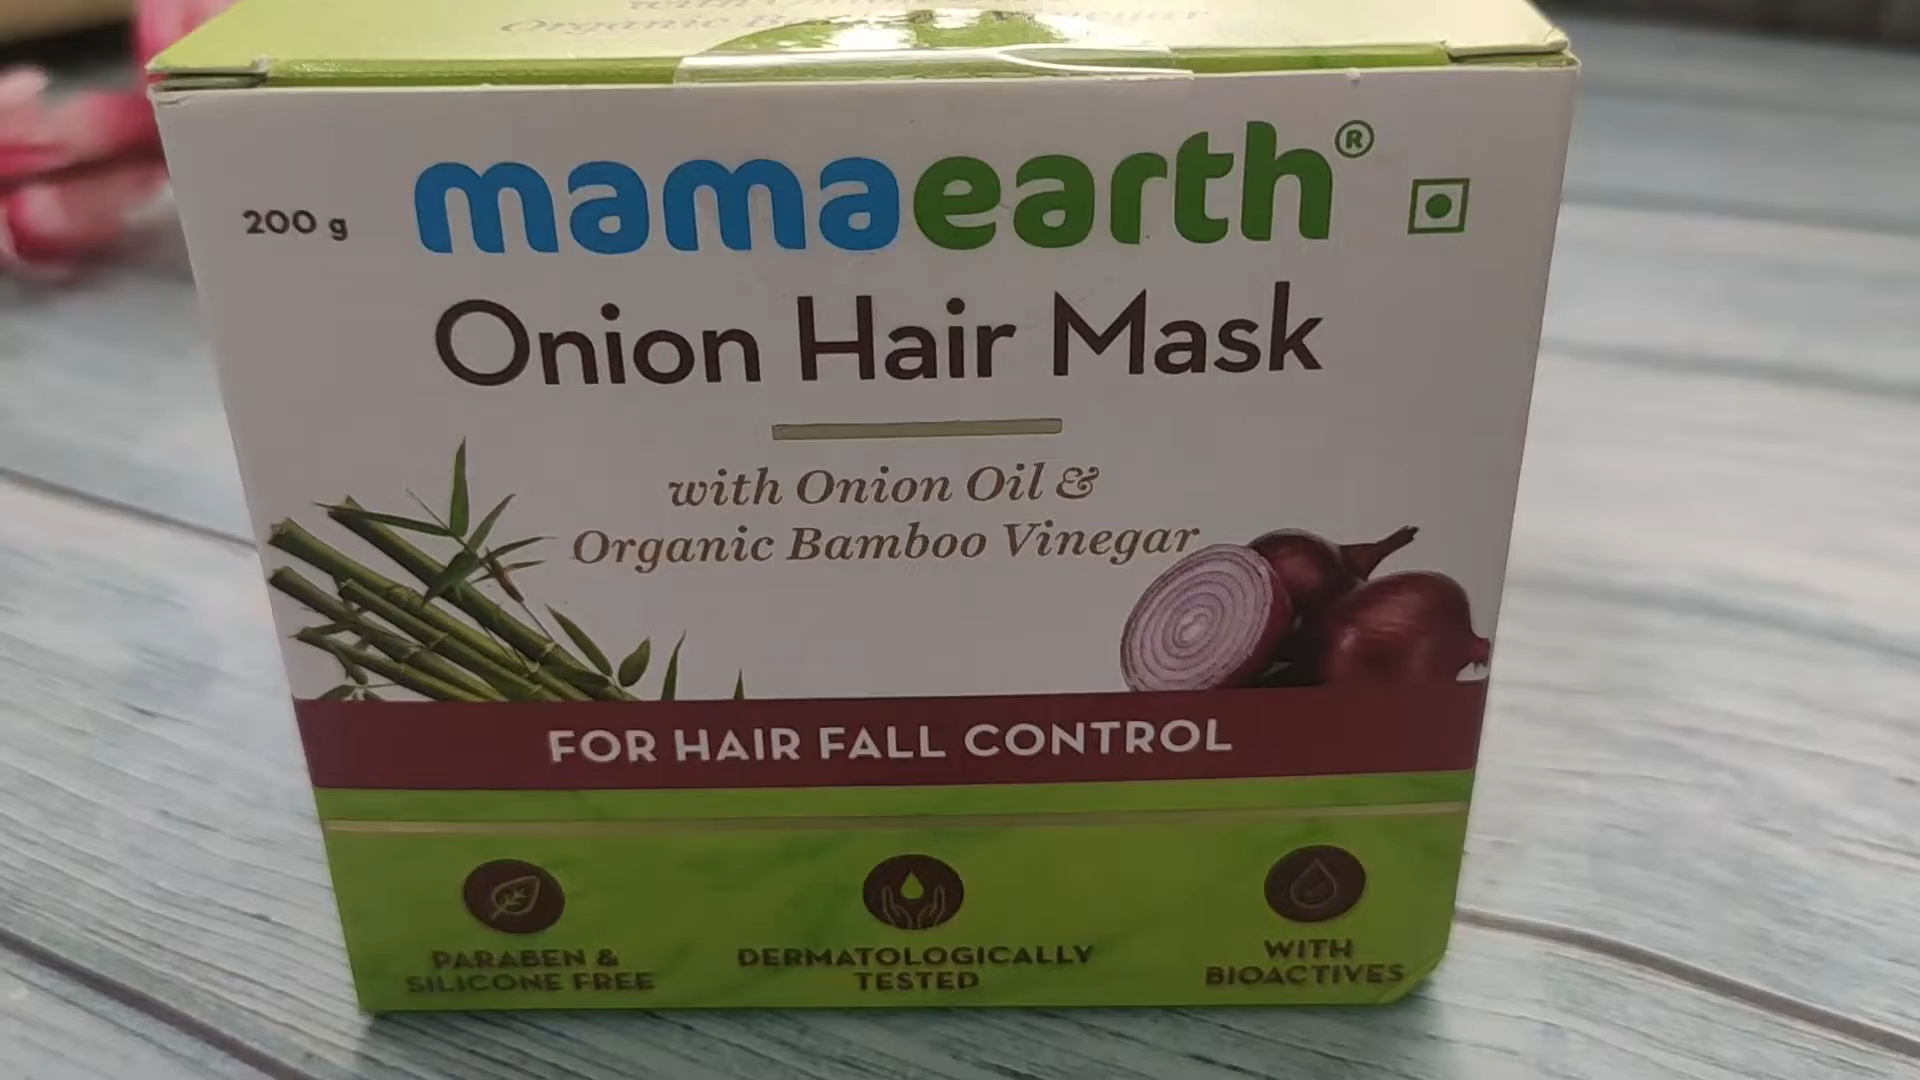 Organic
200 g
mamaearth®
Onion Hair Mask
with Onion Oil &
Organic Bamboo Vinegar
FOR HAIR FALL CONTROL
PARABEN &
SILICONE FREE
DERMATOLOGICALLY
TESTED
WITH
BIOACTIVES